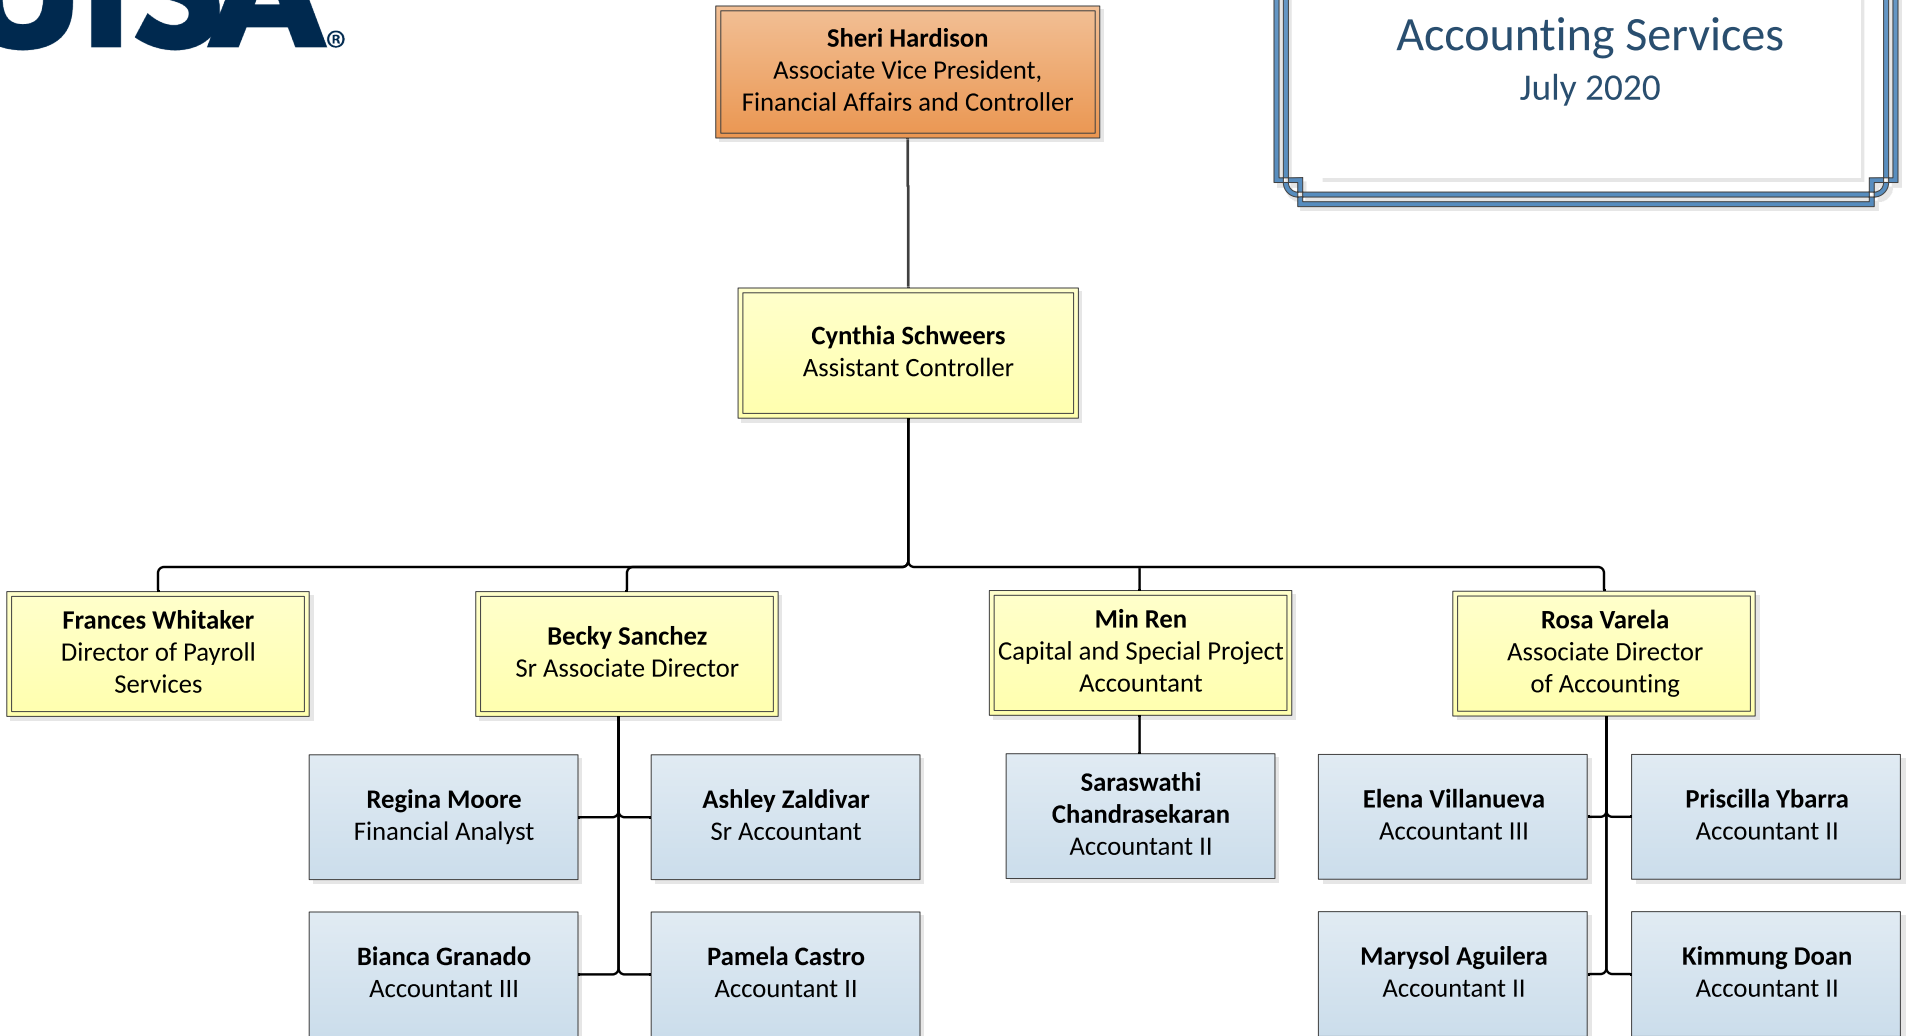 UTSA®
Accounting Services
July 2020
Sheri Hardison
Associate Vice President,
Financial Affairs and Controller
Cynthia Schweers
Assistant Controller
Frances Whitaker
Director of Payroll
Services
Becky Sanchez
Sr Associate Director
Min Ren
Capital and Special Project
Accountant
Rosa Varela
Associate Director
of Accounting
Regina Moore
Financial Analyst
Ashley Zaldivar
Sr Accountant
Saraswathi
Chandrasekaran
Accountant II
Elena Villanueva
Accountant III
Priscilla Ybarra
Accountant II
Bianca Granado
Accountant III
Pamela Castro
Accountant II
Marysol Aguilera
Accountant II
Kimmung Doan
Accountant II